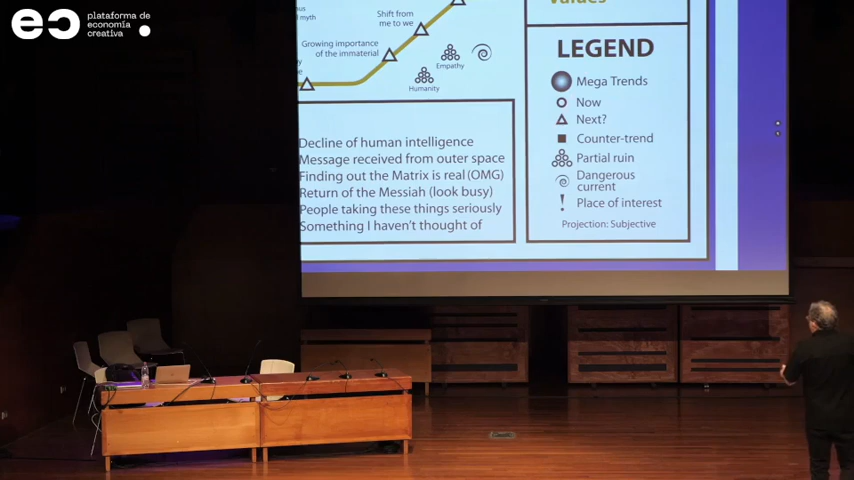 plataforma de
economía
creativa
myth
Shift from
me to we
Growing importance
of the immaterial
Empathy
Humanity
Values
LEGEND
Mega Trends
Now
Next?
Counter-trend
Partial ruin
Dangerous
current
! Place of interest
Projection: Subjective
Decline of human intelligence
Message received from outer space
Finding out the Matrix is real (OMG)
Return of the Messiah (look busy)
People taking these things seriously
Something I haven't thought of